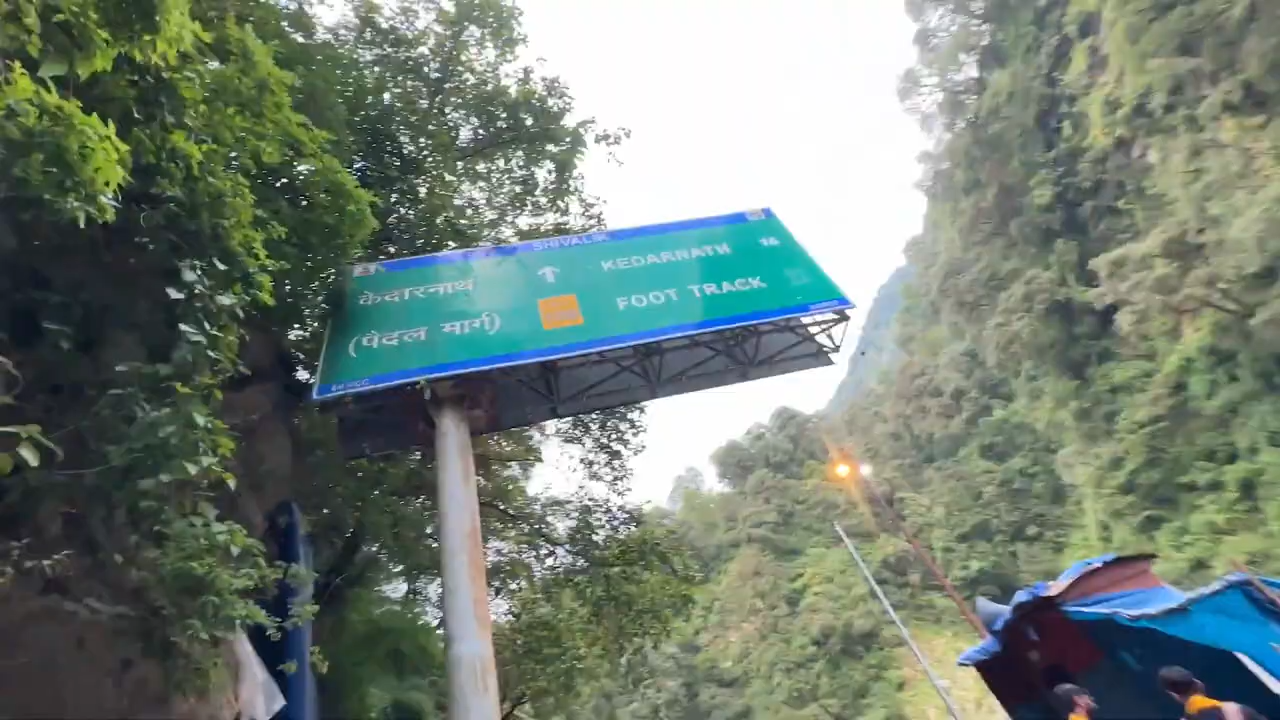 SHIVALIK
केदारनाथ ↑ KEDARNATH 16
(पैदल मार्ग) FOOT TRACK